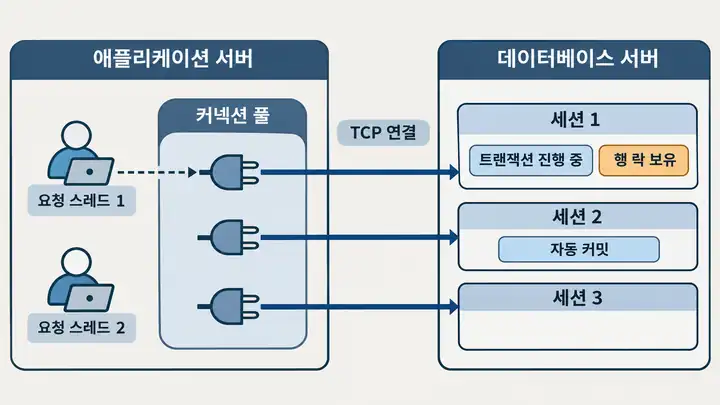 애플리케이션 서버
커넥션 풀
요청 스레드 1
요청 스레드 2
TCP 연결
데이터베이스 서버
세션 1
트랜잭션 진행 중
행 락 보유
세션 2
자동 커밋
세션 3